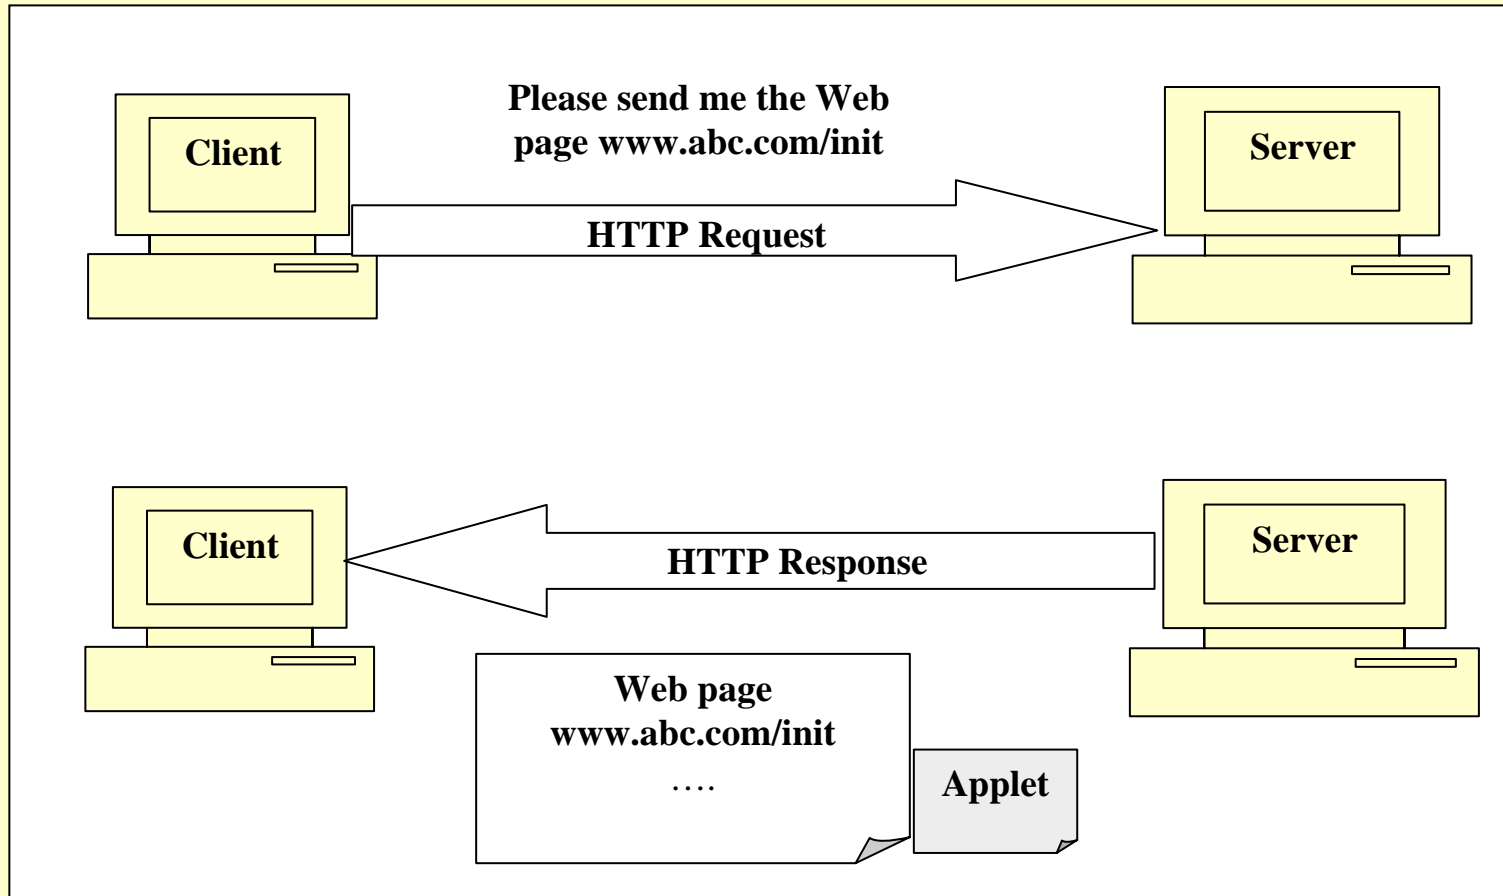 Please send me the Web
page www.abc.com/init
Client
Server
HTTP Request
Client
Server
HTTP Response
Web page
www.abc.com/init
….
Applet